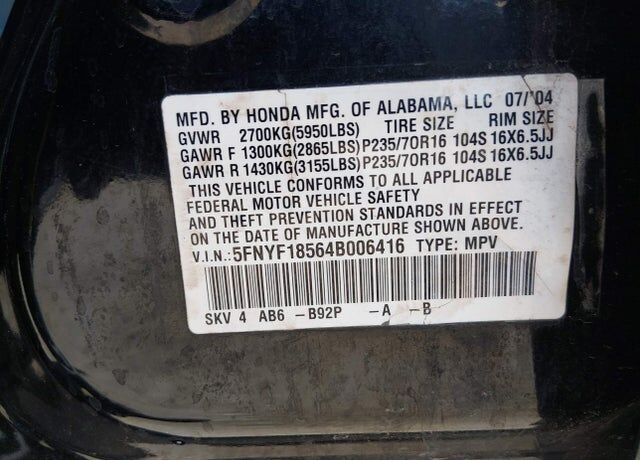 MFD. BY HONDA MFG. OF ALABAMA, LLC 07/'04
GVWR 2700KG(5950LBS) TIRE SIZE RIM SIZE
GAWR F 1300KG(2865LBS) P235/70R16 104S 16X6.5JJ
GAWR R 1430KG(3155LBS) P235/70R16 104S 16X6.5JJ
THIS VEHICLE CONFORMS TO ALL APPLICABLE
FEDERAL MOTOR VEHICLE SAFETY
AND THEFT PREVENTION STANDARDS IN EFFECT
ON THE DATE OF MANUFACTURE SHOWN ABOVE.
V.I.N.: 5FNYF18564B006416 TYPE: MPV
SKV 4 AB6 -B92P -A -B